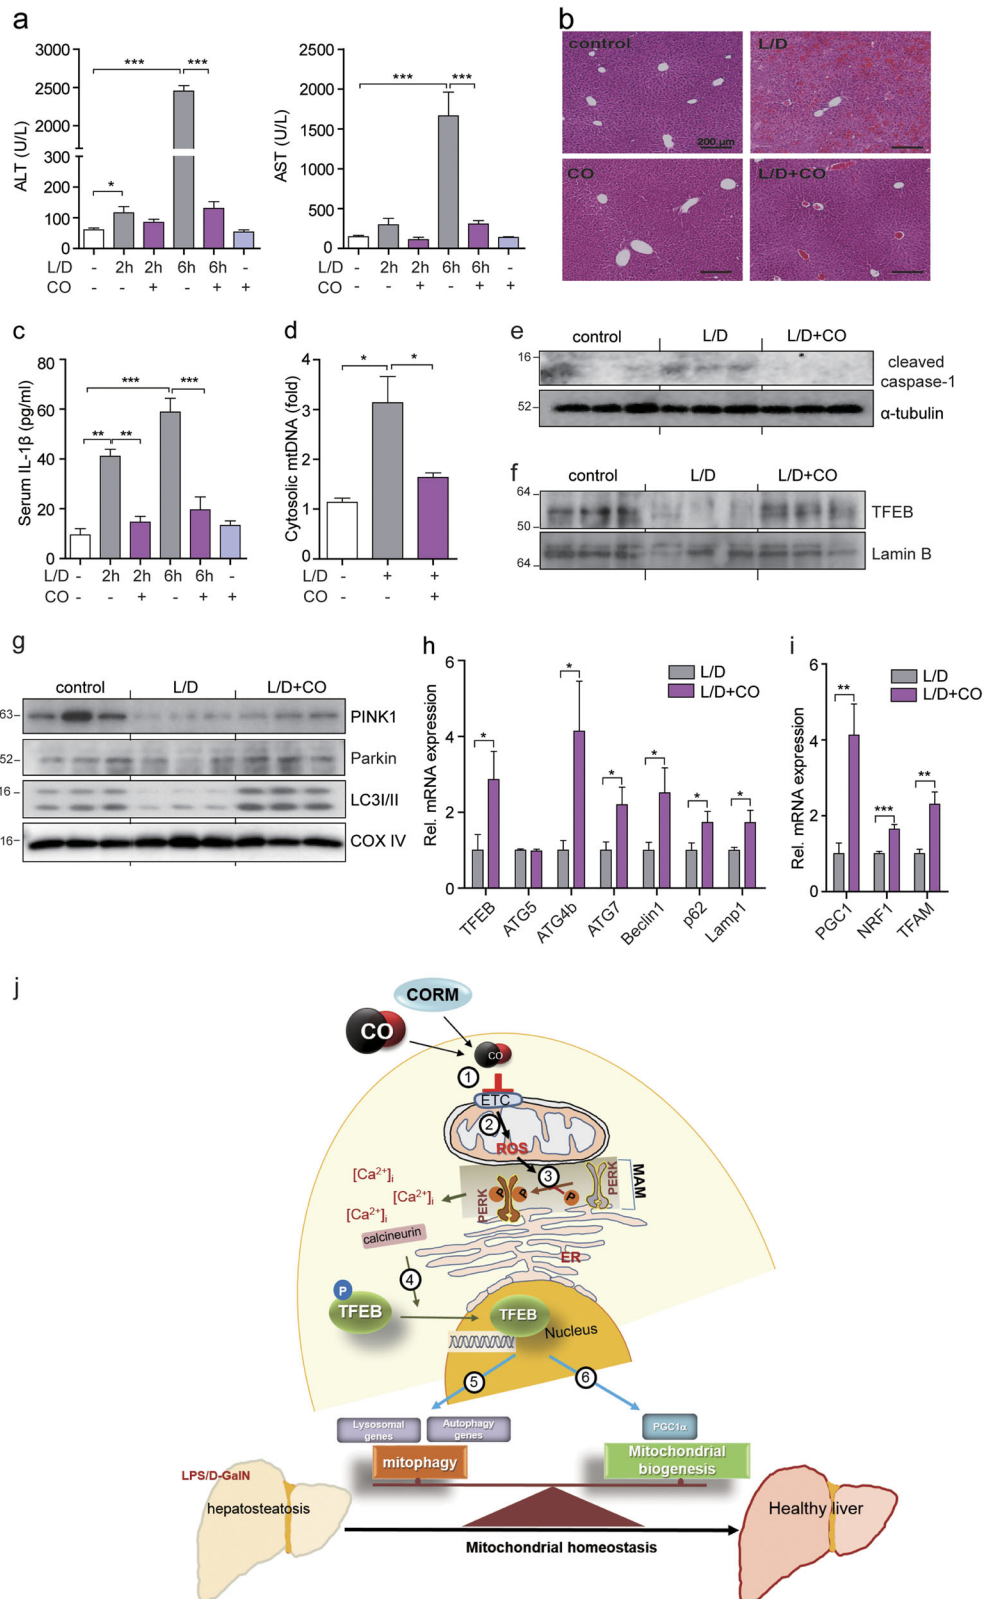 a
3000
2500
2000
300
200
100
0
ALT (U/L)
***
***
*
L/D - 2h 2h 6h 6h -
CO - - + - + +
2500
2000
1500
1000
500
0
AST (U/L)
***
***
L/D - 2h 2h 6h 6h -
CO - - + - + +
b
control
200 µm
L/D
CO
L/D+CO
c
80
60
40
20
0
Serum IL-1β (pg/ml)
***
***
**
**
L/D - 2h 2h 6h 6h -
CO - - + - + +
d
4
3
2
1
0
Cytosolic mtDNA (fold)
*
*
L/D - + +
CO - - +
e
control L/D L/D+CO
16
cleaved
caspase-1
52
α-tubulin
f
control L/D L/D+CO
64
50
TFEB
64
Lamin B
g
control L/D L/D+CO
63
PINK1
52
Parkin
16
LC3I/II
16
COX IV
h
6
4
2
0
Rel. mRNA expression
L/D
L/D+CO
*
*
*
*
*
*
TFEB
ATG5
ATG4b
ATG7
Beclin1
p62
Lamp1
i
6
4
2
0
Rel. mRNA expression
L/D
L/D+CO
**
***
**
PGC1
NRF1
TFAM
j
CORM
CO
CO
1
ETC
2
ROS
3
MAM
PERK
PERK
P
P
P
[Ca²⁺]i
[Ca²⁺]i
[Ca²⁺]i
calcineurin
ER
4
P
TFEB
TFEB
Nucleus
5
6
Lysosomal
genes
Autophagy
genes
PGC1α
mitophagy
Mitochondrial
biogenesis
LPS/D-GalN
hepatosteatosis
Healthy liver
Mitochondrial homeostasis